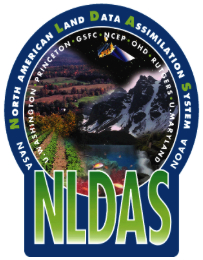 NASA NORTH AMERICAN LAND DATA ASSIMILATION SYSTEM NOAA
U.WASHINGTON·PRINCETON·GSFC·NCEP·OHD·RUTGERS·U.MARYLAND
NLDAS